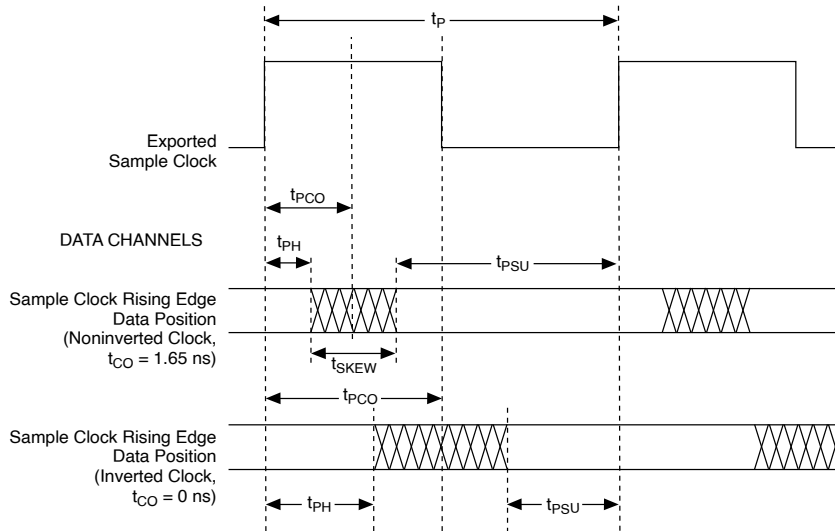 tP
Exported
Sample Clock
tPCO
DATA CHANNELS
tPH
tPSU
Sample Clock Rising Edge
Data Position
(Noninverted Clock,
tCO = 1.65 ns)
tSKEW
tPCO
Sample Clock Rising Edge
Data Position
(Inverted Clock,
tCO = 0 ns)
tPH
tPSU